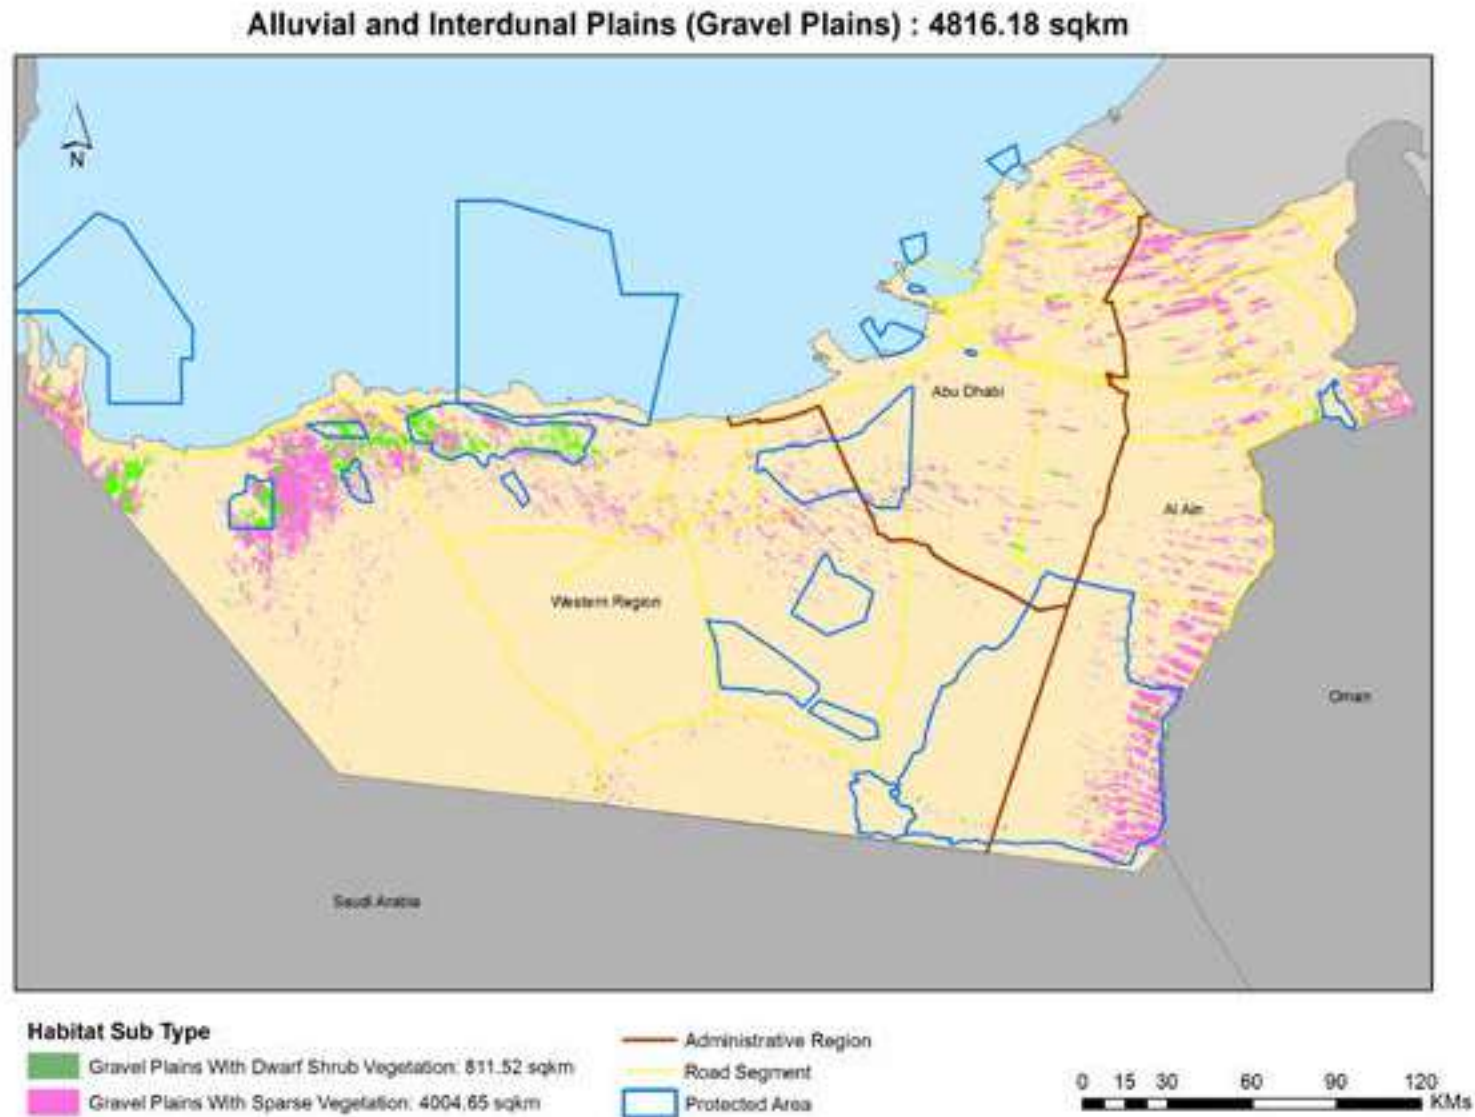 Alluvial and Interdunal Plains (Gravel Plains) : 4816.18 sqkm
N
Abu Dhabi
Al Ain
Western Region
Oman
Saudi Arabia
Habitat Sub Type
Gravel Plains With Dwarf Shrub Vegetation: 811.52 sqkm
Gravel Plains With Sparse Vegetation: 4004.65 sqkm
Administrative Region
Road Segment
Protected Area
0 15 30 60 90 120
KMs